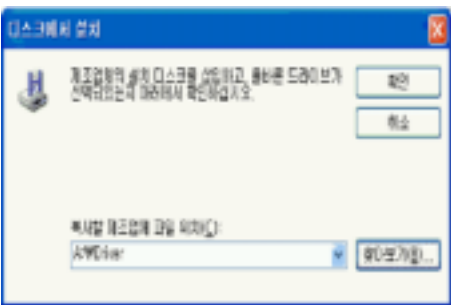 디스크에서 설치
제조업체의 설치 디스크를 삽입하고, 올바른 드라이브가
선택되었는지 아래에서 확인하십시오.
확인
취소
복사할 제조업체 파일 위치(C):
A:₩Driver
찾아보기(B)...